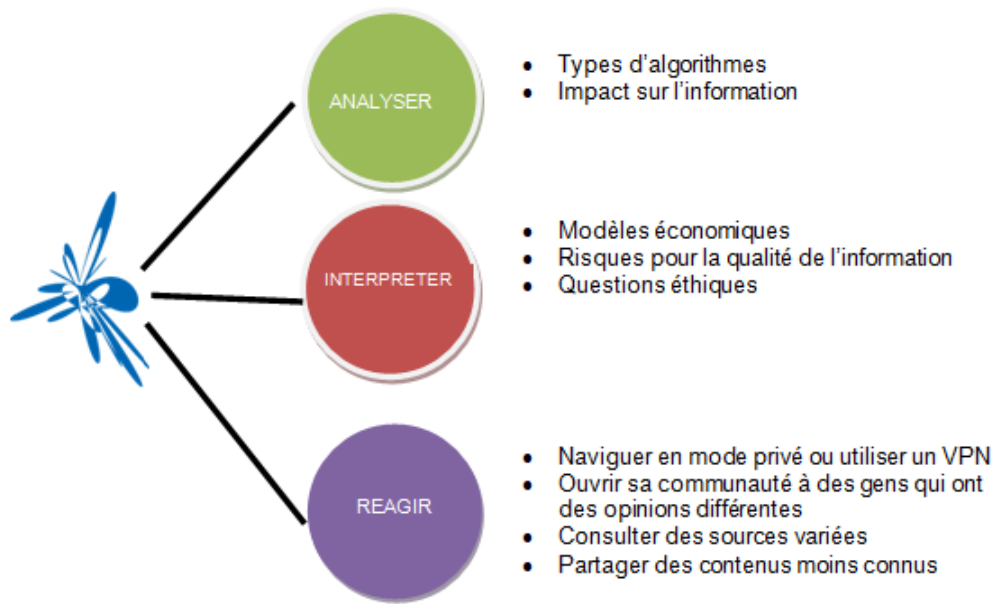 ANALYSER
• Types d'algorithmes
• Impact sur l'information
INTERPRETER
• Modèles économiques
• Risques pour la qualité de l'information
• Questions éthiques
REAGIR
• Naviguer en mode privé ou utiliser un VPN
• Ouvrir sa communauté à des gens qui ont
des opinions différentes
• Consulter des sources variées
• Partager des contenus moins connus